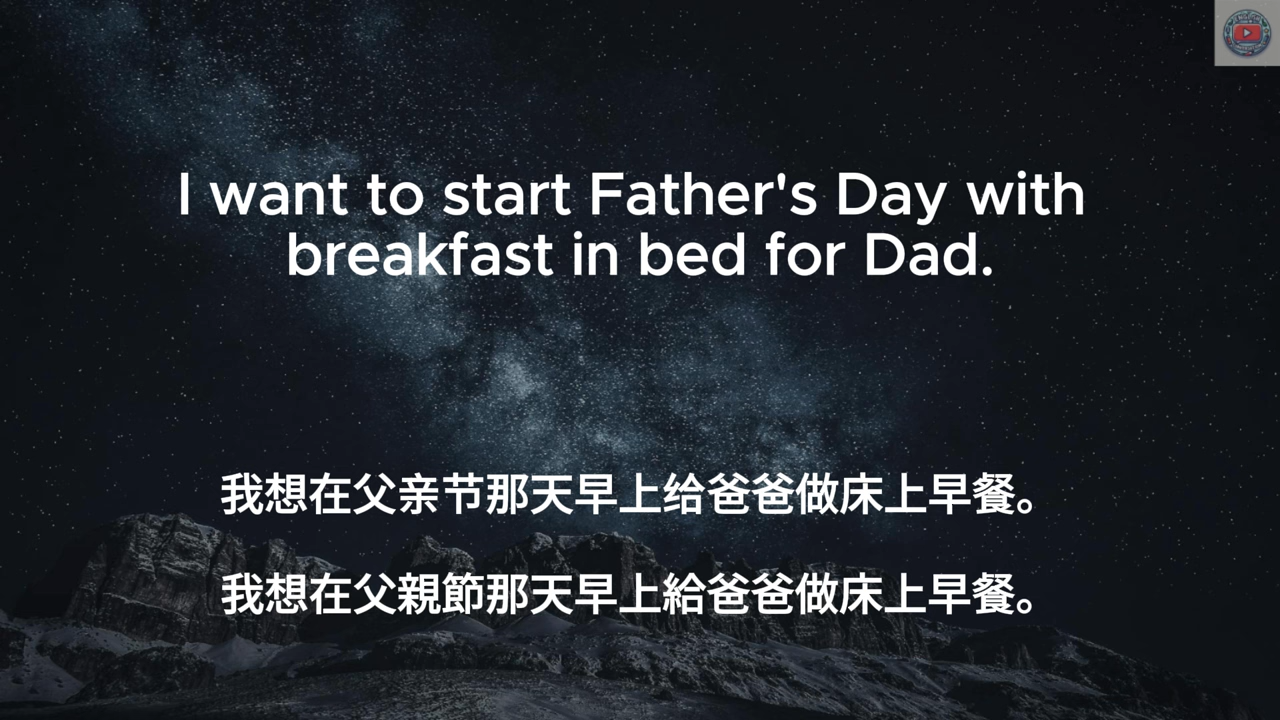 I want to start Father's Day with
breakfast in bed for Dad.
我想在父亲节那天早上给爸爸做床上早餐。
我想在父親節那天早上給爸爸做床上早餐。